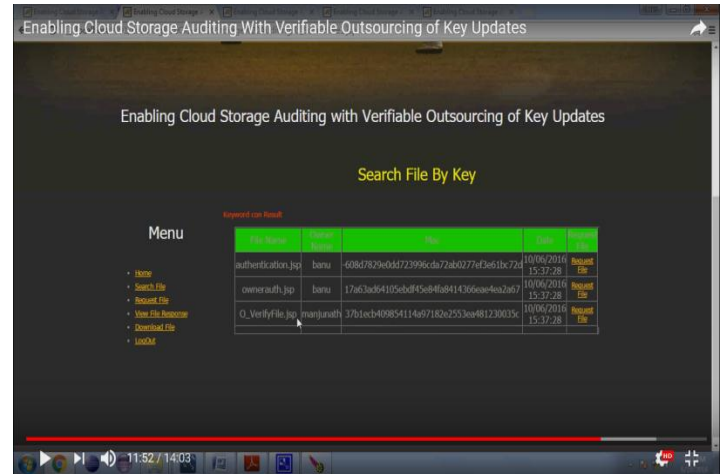 Enabling Cloud Storage Auditing With Verifiable Outsourcing of Key Updates
Enabling Cloud Storage Auditing with Verifiable Outsourcing of Key Updates
Search File By Key
Keyword con Result
Menu
Home
Search File
Request File
View File Response
Download File
LogOut
File Name Owner Name Mac Date Request File
authentication.jsp banu -608d7829e0dd723996cda72ab0277ef3e61bc72d 10/06/2016 15:37:28 Request File
ownerauth.jsp banu 17a63ad64105ebdf45e84fa8414366eae4ea2a67 10/06/2016 15:37:28 Request File
O_VerifyFile.jsp manjunath 37b1ecb409854114a97182e2553ea481230035c 10/06/2016 15:37:28 Request File
11:52 / 14:03
HD